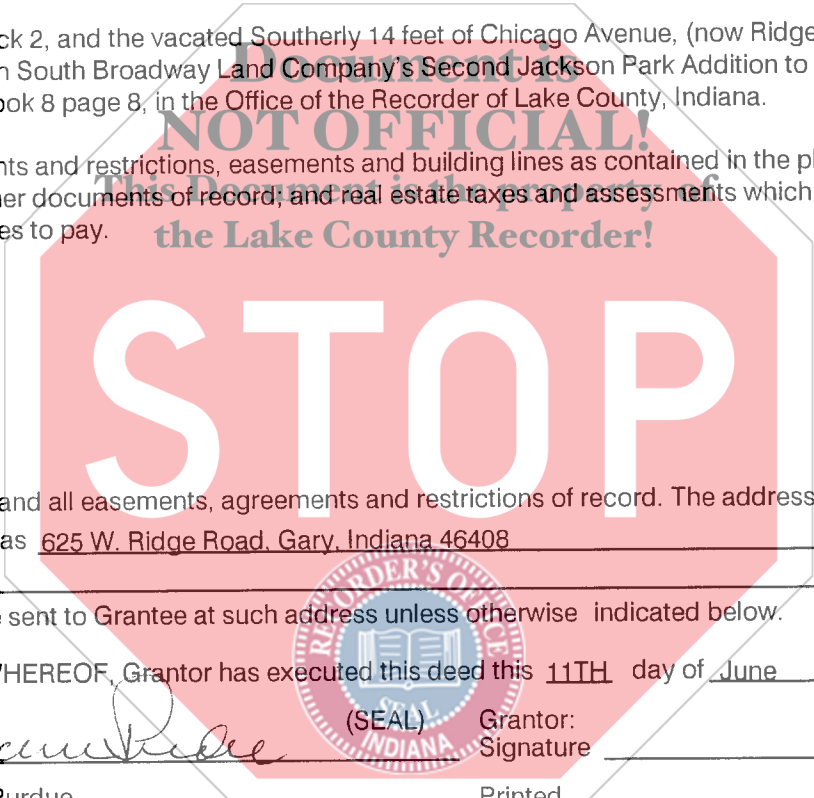 ck 2, and the vacated Southerly 14 feet of Chicago Avenue, (now Ridge
n South Broadway Land Company's Second Jackson Park Addition to
Document is
ook 8 page 8, in the Office of the Recorder of Lake County, Indiana.
NOT OFFICIAL!
nts and restrictions, easements and building lines as contained in the pl
This Document is the property of
er documents of record; and real estate taxes and assessments which
es to pay.
the Lake County Recorder!
STOP
and all easements, agreements and restrictions of record. The address
as 625 W. Ridge Road, Gary, Indiana 46408
RECORDER'S OFFICE
sent to Grantee at such address unless otherwise indicated below.
HEREOF, Grantor has executed this deed this 11TH day of June
SEAL
INDIANA
(SEAL) Grantor:
Signature
Purdue Printed